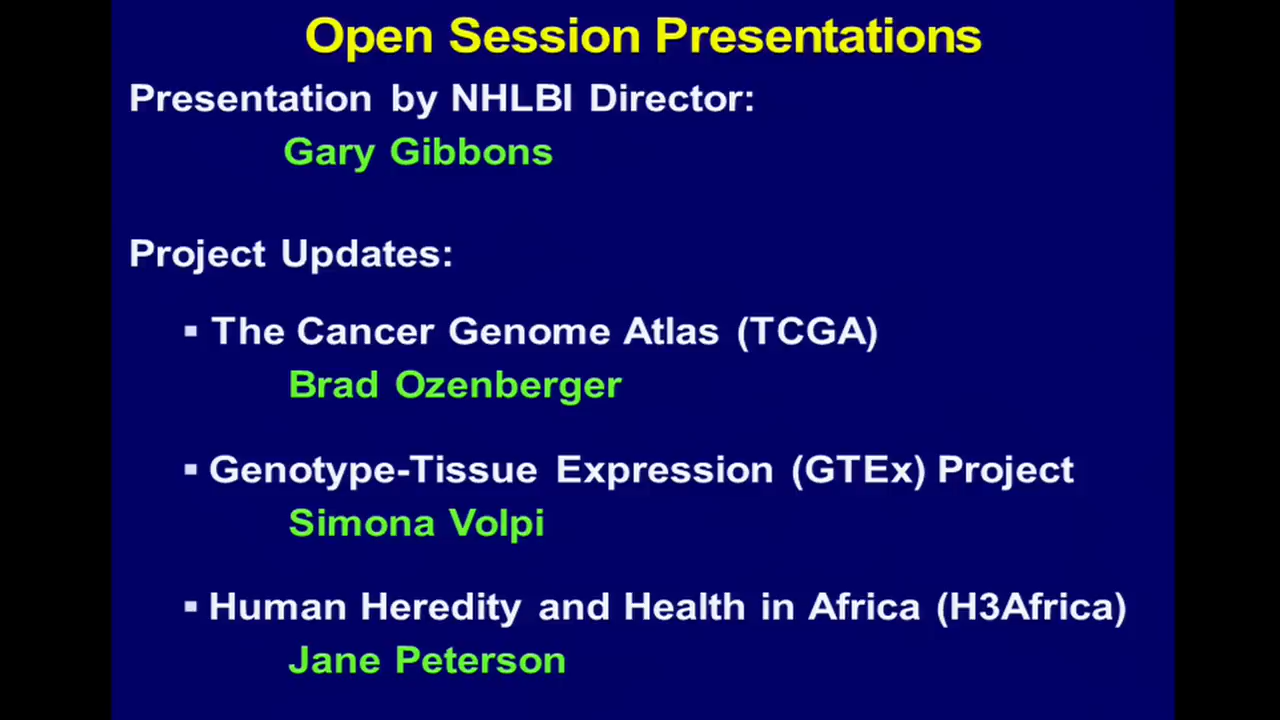 Open Session Presentations
Presentation by NHLBI Director:
Gary Gibbons
Project Updates:
▪ The Cancer Genome Atlas (TCGA)
Brad Ozenberger
▪ Genotype-Tissue Expression (GTEx) Project
Simona Volpi
▪ Human Heredity and Health in Africa (H3Africa)
Jane Peterson